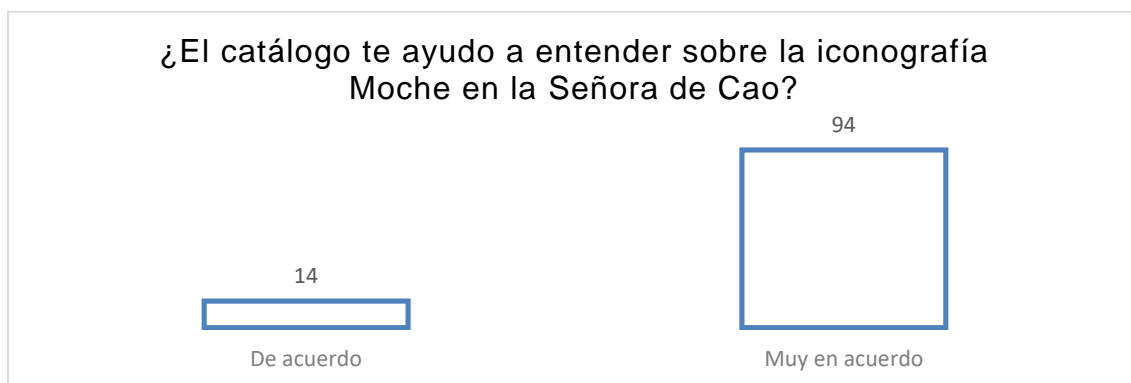 ¿El catálogo te ayudo a entender sobre la iconografía
Moche en la Señora de Cao?
94
14
De acuerdo
Muy en acuerdo